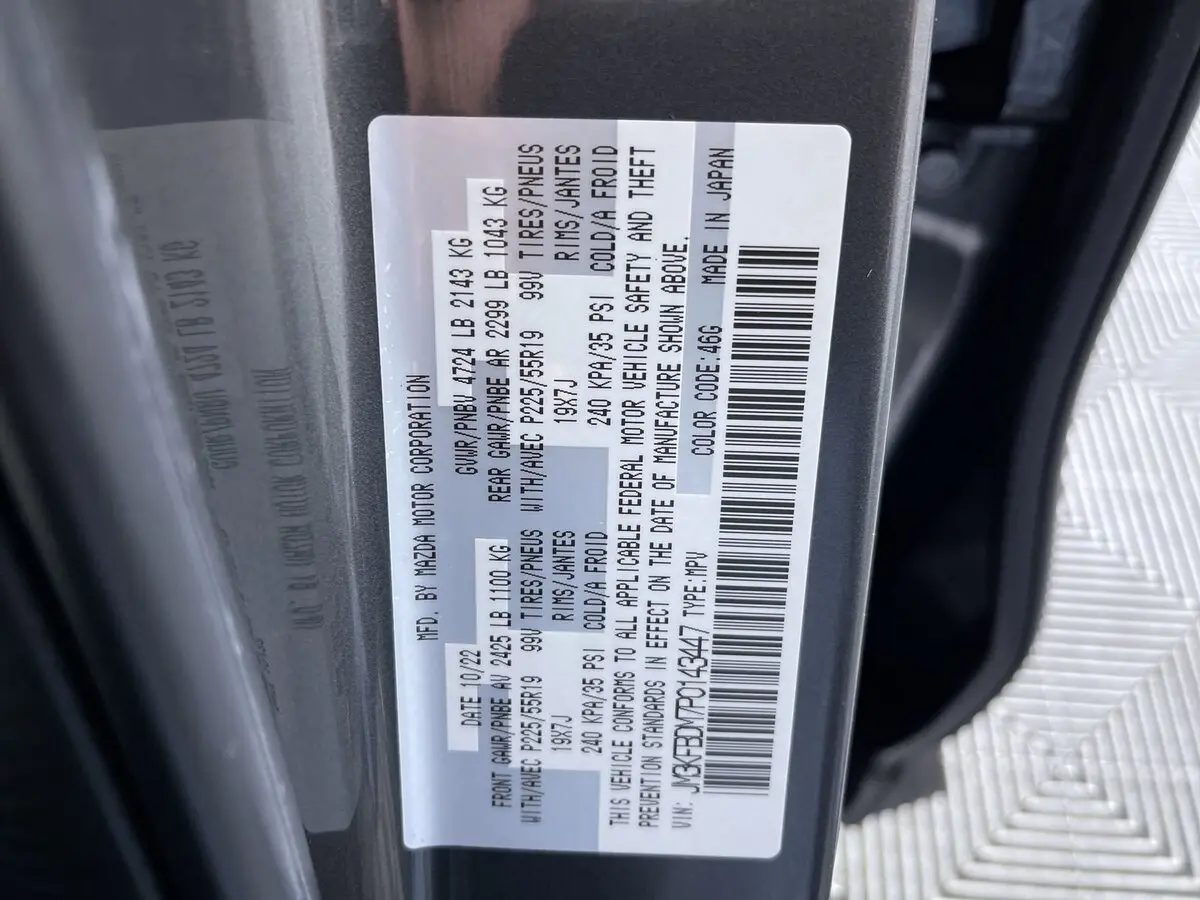 MFD. BY MAZDA MOTOR CORPORATION
DATE 10/22 GVWR/PNBV 4724 LB 2143 KG
FRONT GAWR/PNBE AV 2425 LB 1100 KG REAR GAWR/PNBE AR 2299 LB 1043 KG
WITH/AVEC P225/55R19 99V TIRES/PNEUS WITH/AVEC P225/55R19 99V TIRES/PNEUS
19X7J RIMS/JANTES 19X7J RIMS/JANTES
240 KPA/35 PSI COLD/A FROID 240 KPA/35 PSI COLD/A FROID
THIS VEHICLE CONFORMS TO ALL APPLICABLE FEDERAL MOTOR VEHICLE SAFETY AND THEFT
PREVENTION STANDARDS IN EFFECT ON THE DATE OF MANUFACTURE SHOWN ABOVE.
VIN: JM3KFBDM7P0143447 TYPE:MPV COLOR CODE:46G MADE IN JAPAN